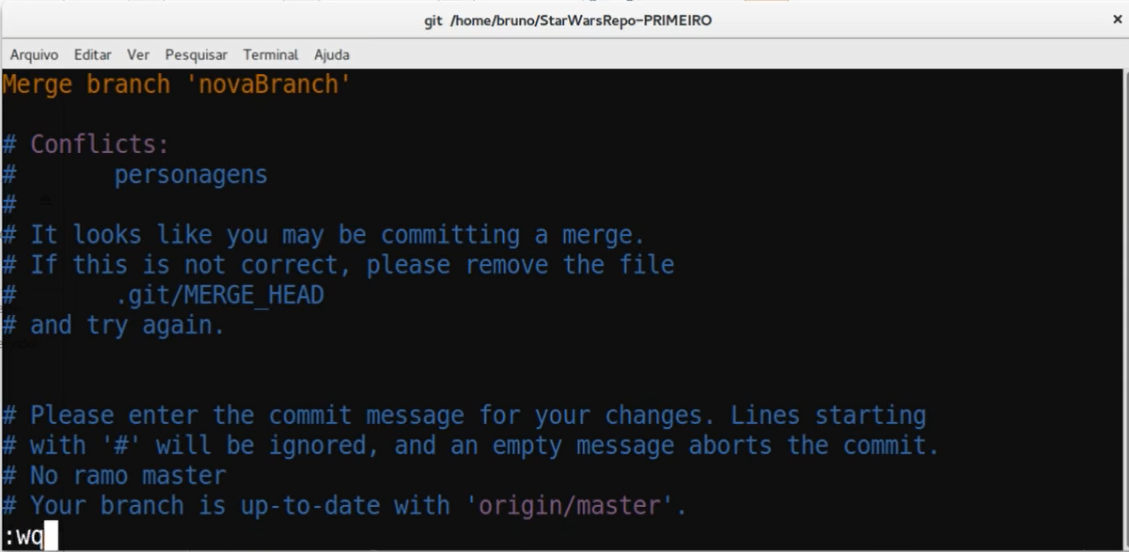 git /home/bruno/StarWarsRepo-PRIMEIRO ×
Arquivo Editar Ver Pesquisar Terminal Ajuda
Merge branch 'novaBranch'
# Conflicts:
#       personagens
#
# It looks like you may be committing a merge.
# If this is not correct, please remove the file
#       .git/MERGE_HEAD
# and try again.
# Please enter the commit message for your changes. Lines starting
# with '#' will be ignored, and an empty message aborts the commit.
# No ramo master
# Your branch is up-to-date with 'origin/master'.
:wq